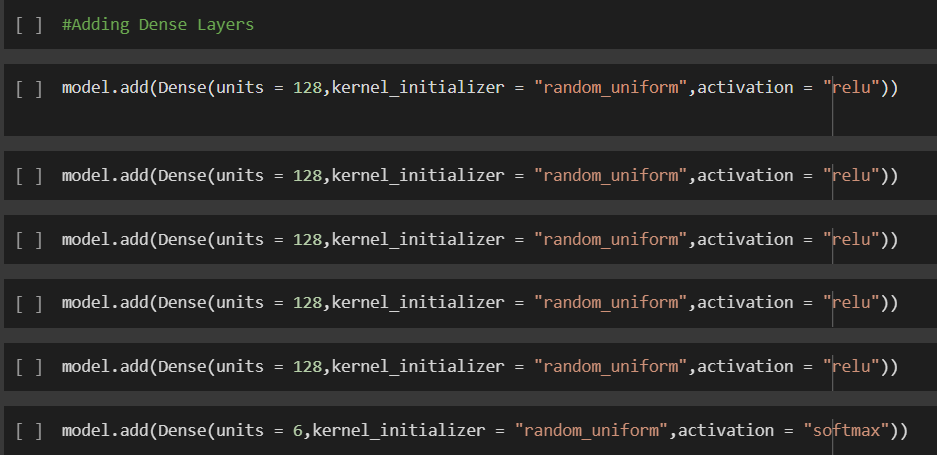 [ ] #Adding Dense Layers
[ ] model.add(Dense(units = 128,kernel_initializer = "random_uniform",activation = "relu"))
[ ] model.add(Dense(units = 128,kernel_initializer = "random_uniform",activation = "relu"))
[ ] model.add(Dense(units = 128,kernel_initializer = "random_uniform",activation = "relu"))
[ ] model.add(Dense(units = 128,kernel_initializer = "random_uniform",activation = "relu"))
[ ] model.add(Dense(units = 128,kernel_initializer = "random_uniform",activation = "relu"))
[ ] model.add(Dense(units = 6,kernel_initializer = "random_uniform",activation = "softmax"))